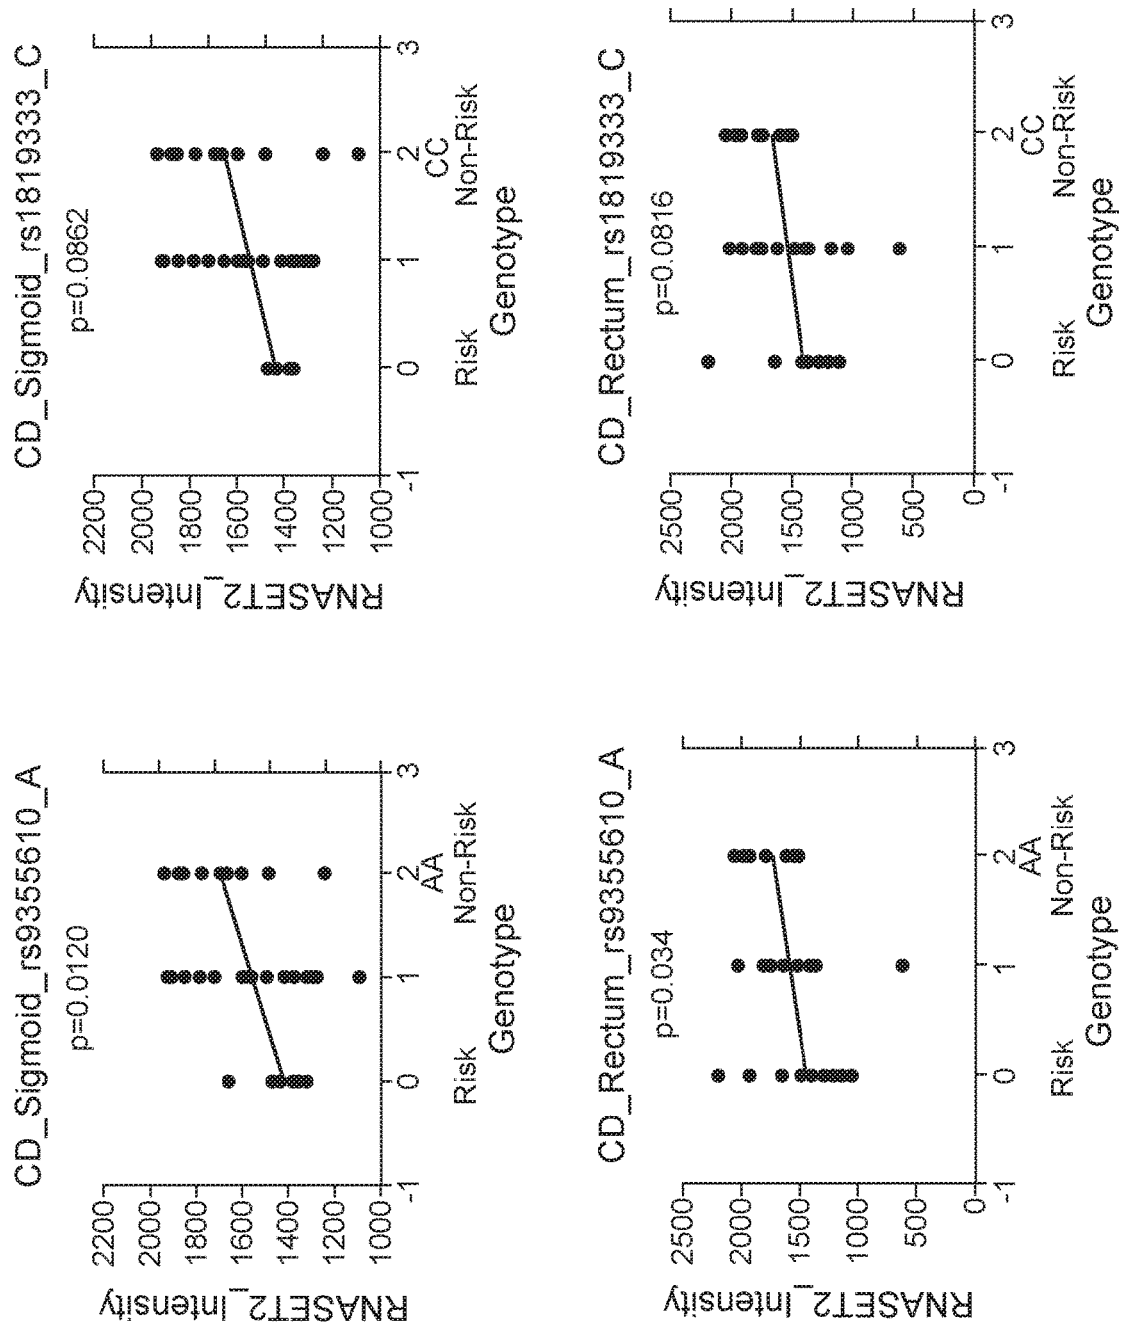 CD_Sigmoid_rs9355610_A
p=0.0120
RNASET2_Intensity
2200
2000
1800
1600
1400
1200
1000
-1
0
1
2
3
Risk
AA
Non-Risk
Genotype
CD_Sigmoid_rs1819333_C
p=0.0862
RNASET2_Intensity
2200
2000
1800
1600
1400
1200
1000
-1
0
1
2
3
Risk
CC
Non-Risk
Genotype
CD_Rectum_rs9355610_A
p=0.034
RNASET2_Intensity
2500
2000
1500
1000
500
0
-1
0
1
2
3
Risk
AA
Non-Risk
Genotype
CD_Rectum_rs1819333_C
p=0.0816
RNASET2_Intensity
2500
2000
1500
1000
500
0
-1
0
1
2
3
Risk
CC
Non-Risk
Genotype